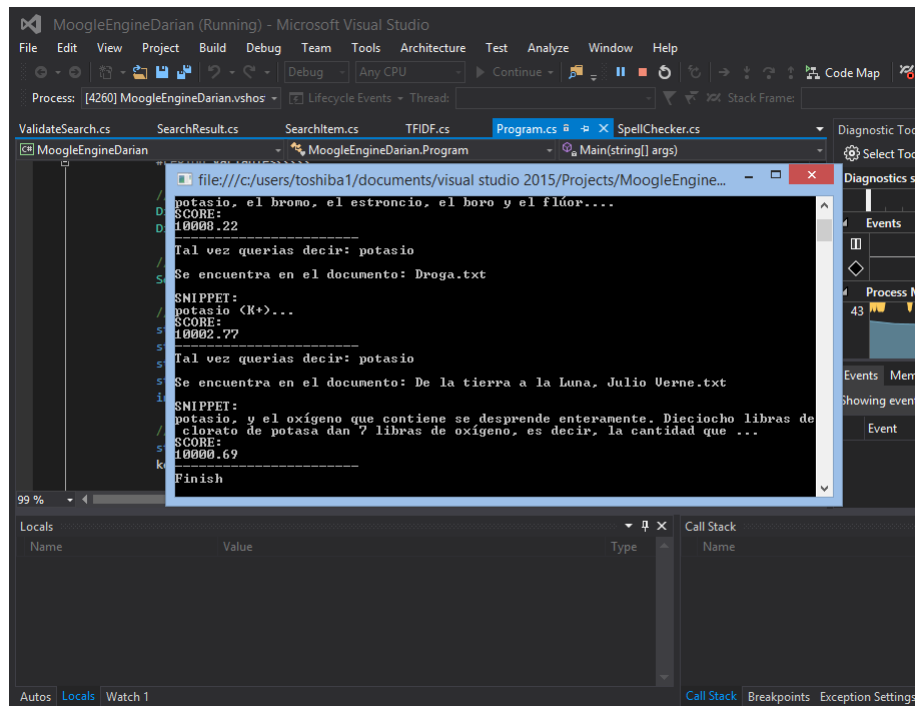 MoogleEngineDarian (Running) - Microsoft Visual Studio
File Edit View Project Build Debug Team Tools Architecture Test Analyze Window Help
Debug Any CPU Continue Code Map
Process: [4260] MoogleEngineDarian.vshos Lifecycle Events Thread: Stack Frame:
ValidateSearch.cs SearchResult.cs SearchItem.cs TFIDF.cs Program.cs SpellChecker.cs
MoogleEngineDarian MoogleEngineDarian.Program Main(string[] args)
file:///c:/users/toshiba1/documents/visual studio 2015/Projects/MoogleEngine...
potasio, el bromo, el estroncio, el boro y el flúor....
SCORE:
10008.22
-----------------------
Tal vez querias decir: potasio
Se encuentra en el documento: Droga.txt
SNIPPET:
potasio (K+)...
SCORE:
10002.77
-----------------------
Tal vez querias decir: potasio
Se encuentra en el documento: De la tierra a la Luna, Julio Verne.txt
SNIPPET:
potasio, y el oxígeno que contiene se desprende enteramente. Dieciocho libras de
clorato de potasa dan 7 libras de oxígeno, es decir, la cantidad que ...
SCORE:
10000.69
-----------------------
Finish
99 %
Diagnostic Too
Select Too
Diagnostics s
Events
Process M
43
Events Mem
Showing even
Event
Locals
Name Value Type
Call Stack
Name
Autos Locals Watch 1
Call Stack Breakpoints Exception Settings